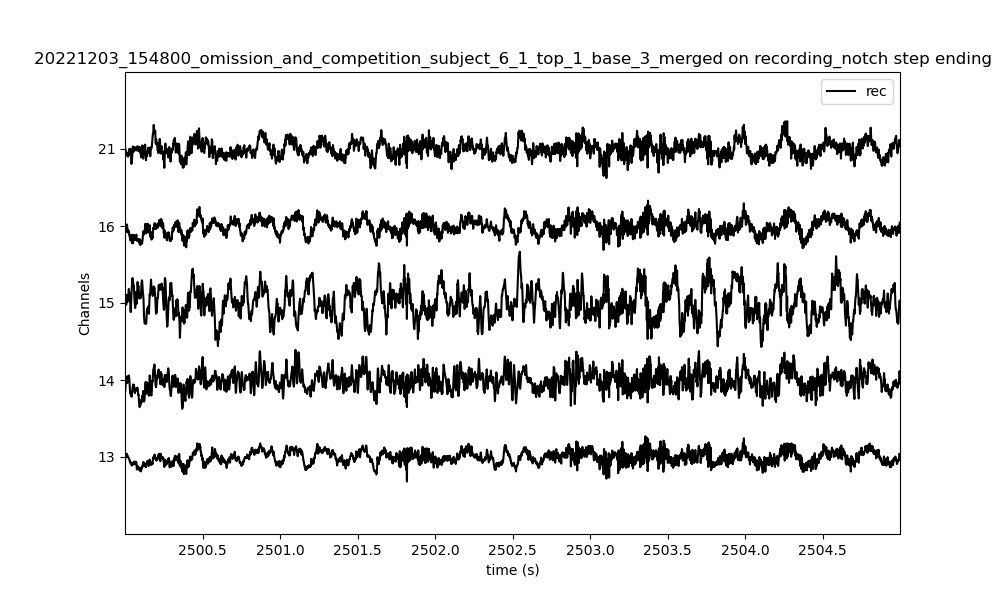 20221203_154800_omission_and_competition_subject_6_1_top_1_base_3_merged on recording_notch step ending
rec
21
16
15
14
13
Channels
2500.5 2501.0 2501.5 2502.0 2502.5 2503.0 2503.5 2504.0 2504.5
time (s)